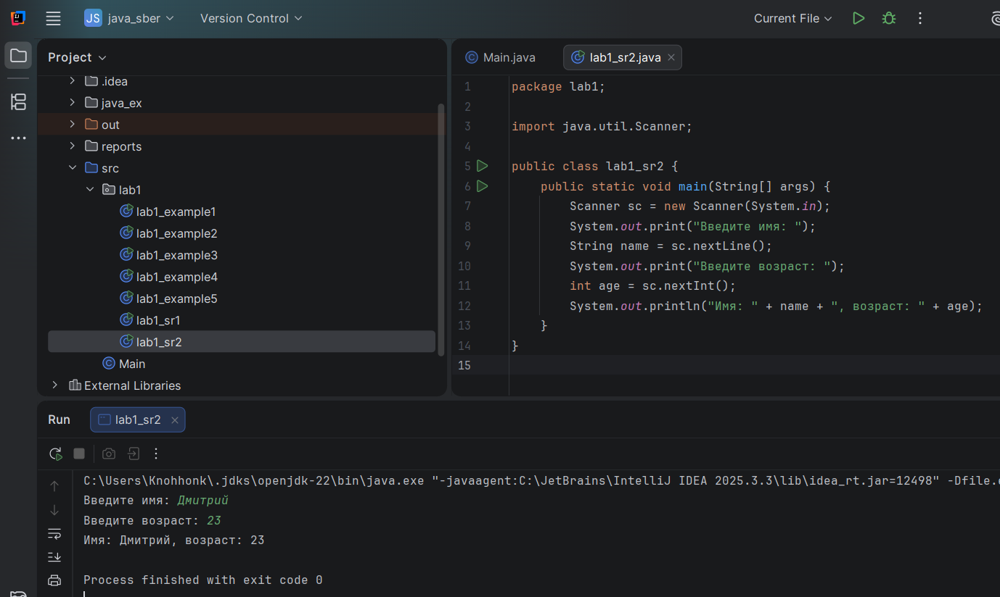 JS java_sber Version Control Current File
Project
.idea
java_ex
out
reports
src
lab1
lab1_example1
lab1_example2
lab1_example3
lab1_example4
lab1_example5
lab1_sr1
lab1_sr2
Main
External Libraries
Main.java lab1_sr2.java
1 package lab1;
2
3 import java.util.Scanner;
4
5 public class lab1_sr2 {
6 public static void main(String[] args) {
7 Scanner sc = new Scanner(System.in);
8 System.out.print("Введите имя: ");
9 String name = sc.nextLine();
10 System.out.print("Введите возраст: ");
11 int age = sc.nextInt();
12 System.out.println("Имя: " + name + ", возраст: " + age);
13 }
14 }
15
Run lab1_sr2
C:\Users\Knohhonk\.jdks\openjdk-22\bin\java.exe "-javaagent:C:\JetBrains\IntelliJ IDEA 2025.3.3\lib\idea_rt.jar=12498" -Dfile.
Введите имя: Дмитрий
Введите возраст: 23
Имя: Дмитрий, возраст: 23
Process finished with exit code 0